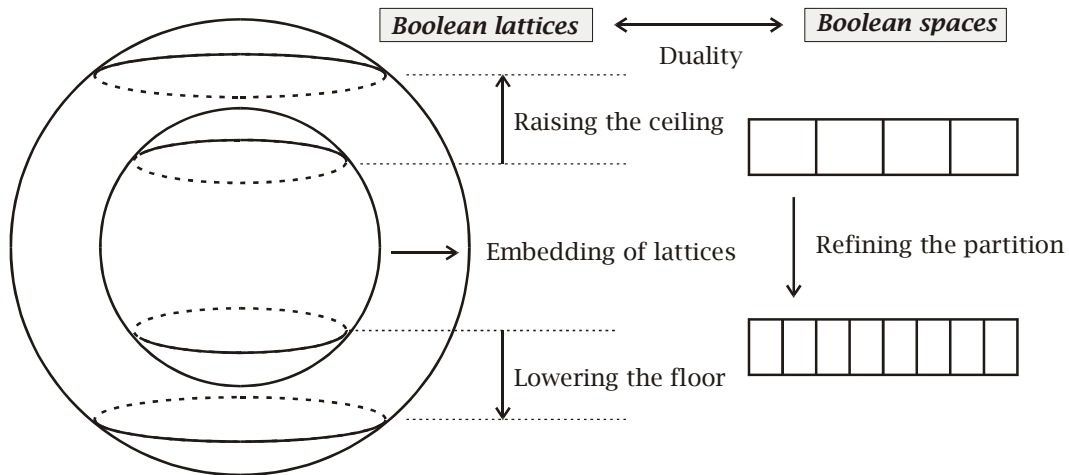 Boolean lattices
Boolean spaces
Duality
Raising the ceiling
Embedding of lattices
Refining the partition
Lowering the floor